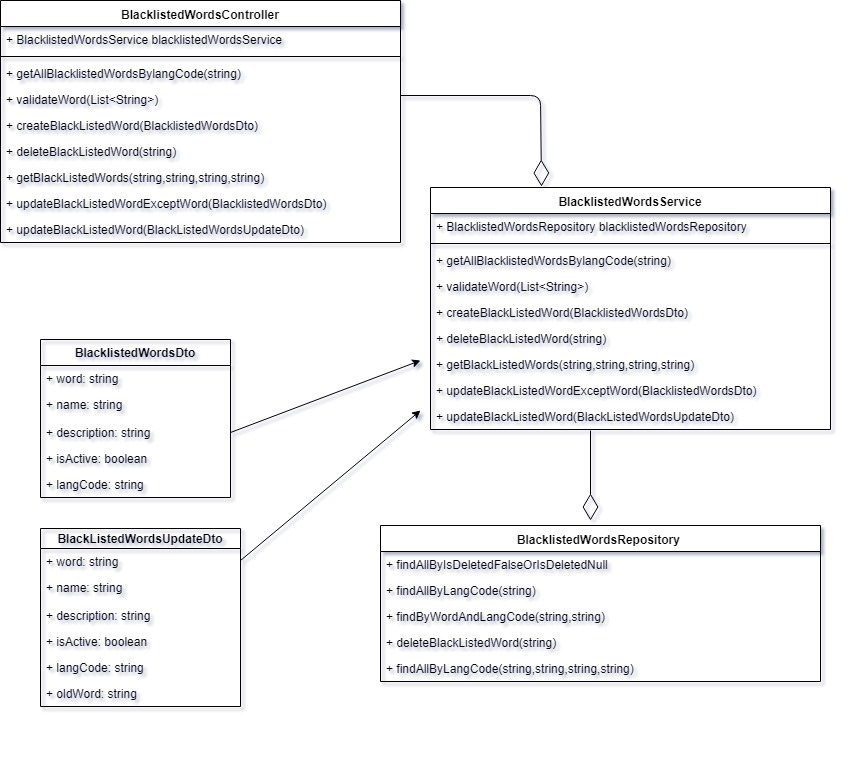 BlacklistedWordsController
+ BlacklistedWordsService blacklistedWordsService
+ getAllBlacklistedWordsBylangCode(string)
+ validateWord(List<String>)
+ createBlackListedWord(BlacklistedWordsDto)
+ deleteBlackListedWord(string)
+ getBlackListedWords(string,string,string,string)
+ updateBlackListedWordExceptWord(BlacklistedWordsDto)
+ updateBlackListedWord(BlackListedWordsUpdateDto)
BlacklistedWordsService
+ BlacklistedWordsRepository blacklistedWordsRepository
+ getAllBlacklistedWordsBylangCode(string)
+ validateWord(List<String>)
+ createBlackListedWord(BlacklistedWordsDto)
+ deleteBlackListedWord(string)
+ getBlackListedWords(string,string,string,string)
+ updateBlackListedWordExceptWord(BlacklistedWordsDto)
+ updateBlackListedWord(BlackListedWordsUpdateDto)
BlacklistedWordsDto
+ word: string
+ name: string
+ description: string
+ isActive: boolean
+ langCode: string
BlackListedWordsUpdateDto
+ word: string
+ name: string
+ description: string
+ isActive: boolean
+ langCode: string
+ oldWord: string
BlacklistedWordsRepository
+ findAllByIsDeletedFalseOrIsDeletedNull
+ findAllByLangCode(string)
+ findByWordAndLangCode(string,string)
+ deleteBlackListedWord(string)
+ findAllByLangCode(string,string,string,string)